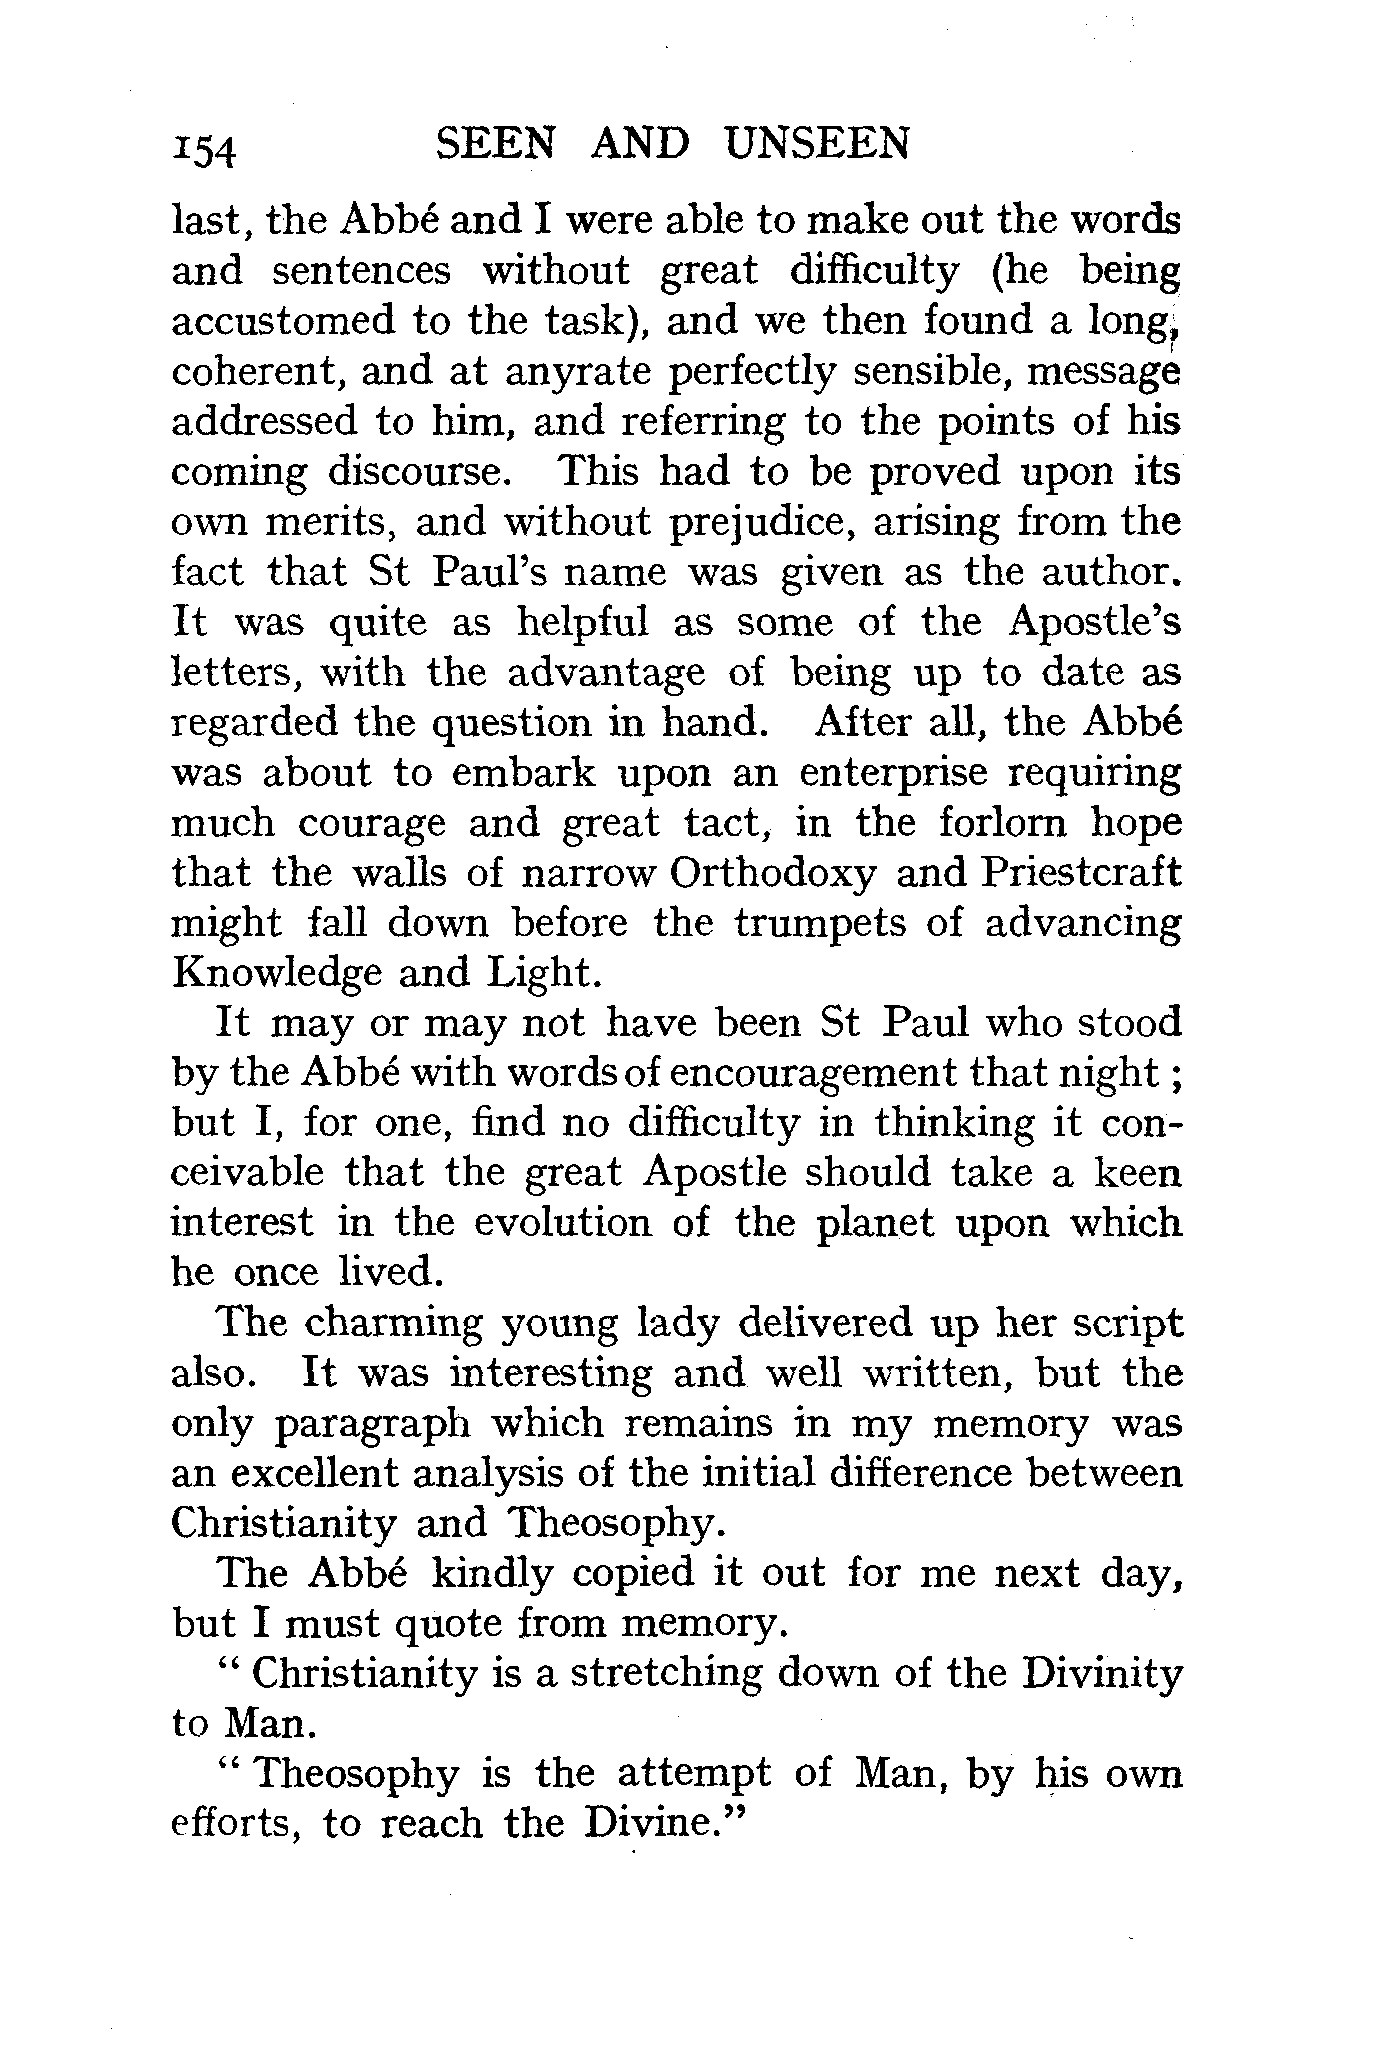 154 SEEN AND UNSEEN
last, the Abbé and I were able to make out the words
and sentences without great difficulty (he being
accustomed to the task), and we then found a long,
coherent, and at anyrate perfectly sensible, message
addressed to him, and referring to the points of his
coming discourse. This had to be proved upon its
own merits, and without prejudice, arising from the
fact that St Paul's name was given as the author.
It was quite as helpful as some of the Apostle's
letters, with the advantage of being up to date as
regarded the question in hand. After all, the Abbé
was about to embark upon an enterprise requiring
much courage and great tact, in the forlorn hope
that the walls of narrow Orthodoxy and Priestcraft
might fall down before the trumpets of advancing
Knowledge and Light.
It may or may not have been St Paul who stood
by the Abbé with words of encouragement that night ;
but I, for one, find no difficulty in thinking it con-
ceivable that the great Apostle should take a keen
interest in the evolution of the planet upon which
he once lived.
The charming young lady delivered up her script
also. It was interesting and well written, but the
only paragraph which remains in my memory was
an excellent analysis of the initial difference between
Christianity and Theosophy.
The Abbé kindly copied it out for me next day,
but I must quote from memory.
“ Christianity is a stretching down of the Divinity
to Man.
“ Theosophy is the attempt of Man, by his own
efforts, to reach the Divine.”